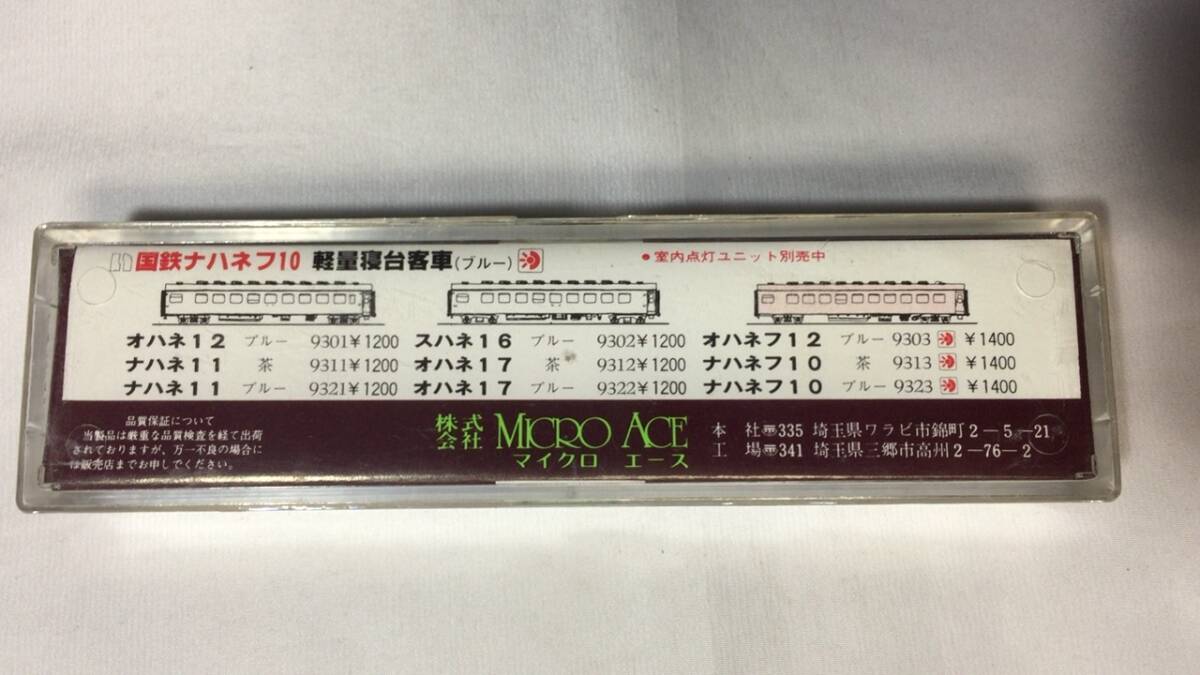 国鉄ナハネフ10 軽量寝台客車(ブルー)
●室内点灯ユニット別売中
オハネ12 ブルー 9301¥1200 スハネ16 ブルー 9302¥1200 オハネフ12 ブルー 9303 ¥1400
ナハネ11 茶 9311¥1200 オハネ17 茶 9312¥1200 ナハネフ10 茶 9313 ¥1400
ナハネ11 ブルー 9321¥1200 オハネ17 ブルー 9322¥1200 ナハネフ10 ブルー 9323 ¥1400
品質保証について
当製品は厳重な品質検査を経て出荷
されておりますが、万一不良の場合に
は販売店までお申しでください。
株式会社 MICRO ACE
マイクロ エース
本社〒335 埼玉県ワラビ市錦町2-5-21
工場〒341 埼玉県三郷市高州2-76-2